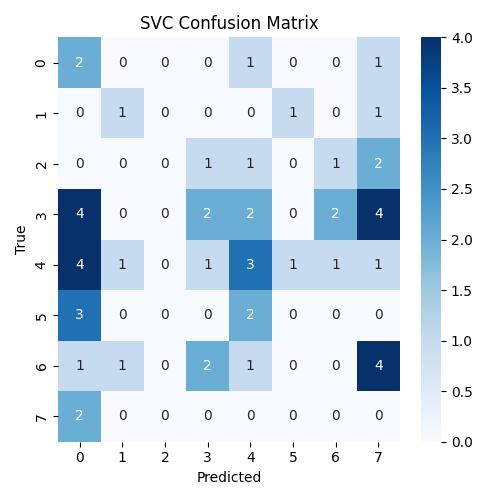 SVC Confusion Matrix
0 2 0 0 0 1 0 0 1
1 0 1 0 0 0 1 0 1
2 0 0 0 1 1 0 1 2
3 4 0 0 2 2 0 2 4
4 4 1 0 1 3 1 1 1
5 3 0 0 0 2 0 0 0
6 1 1 0 2 1 0 0 4
7 2 0 0 0 0 0 0 0
0 1 2 3 4 5 6 7
True
Predicted
4.0
3.5
3.0
2.5
2.0
1.5
1.0
0.5
0.0